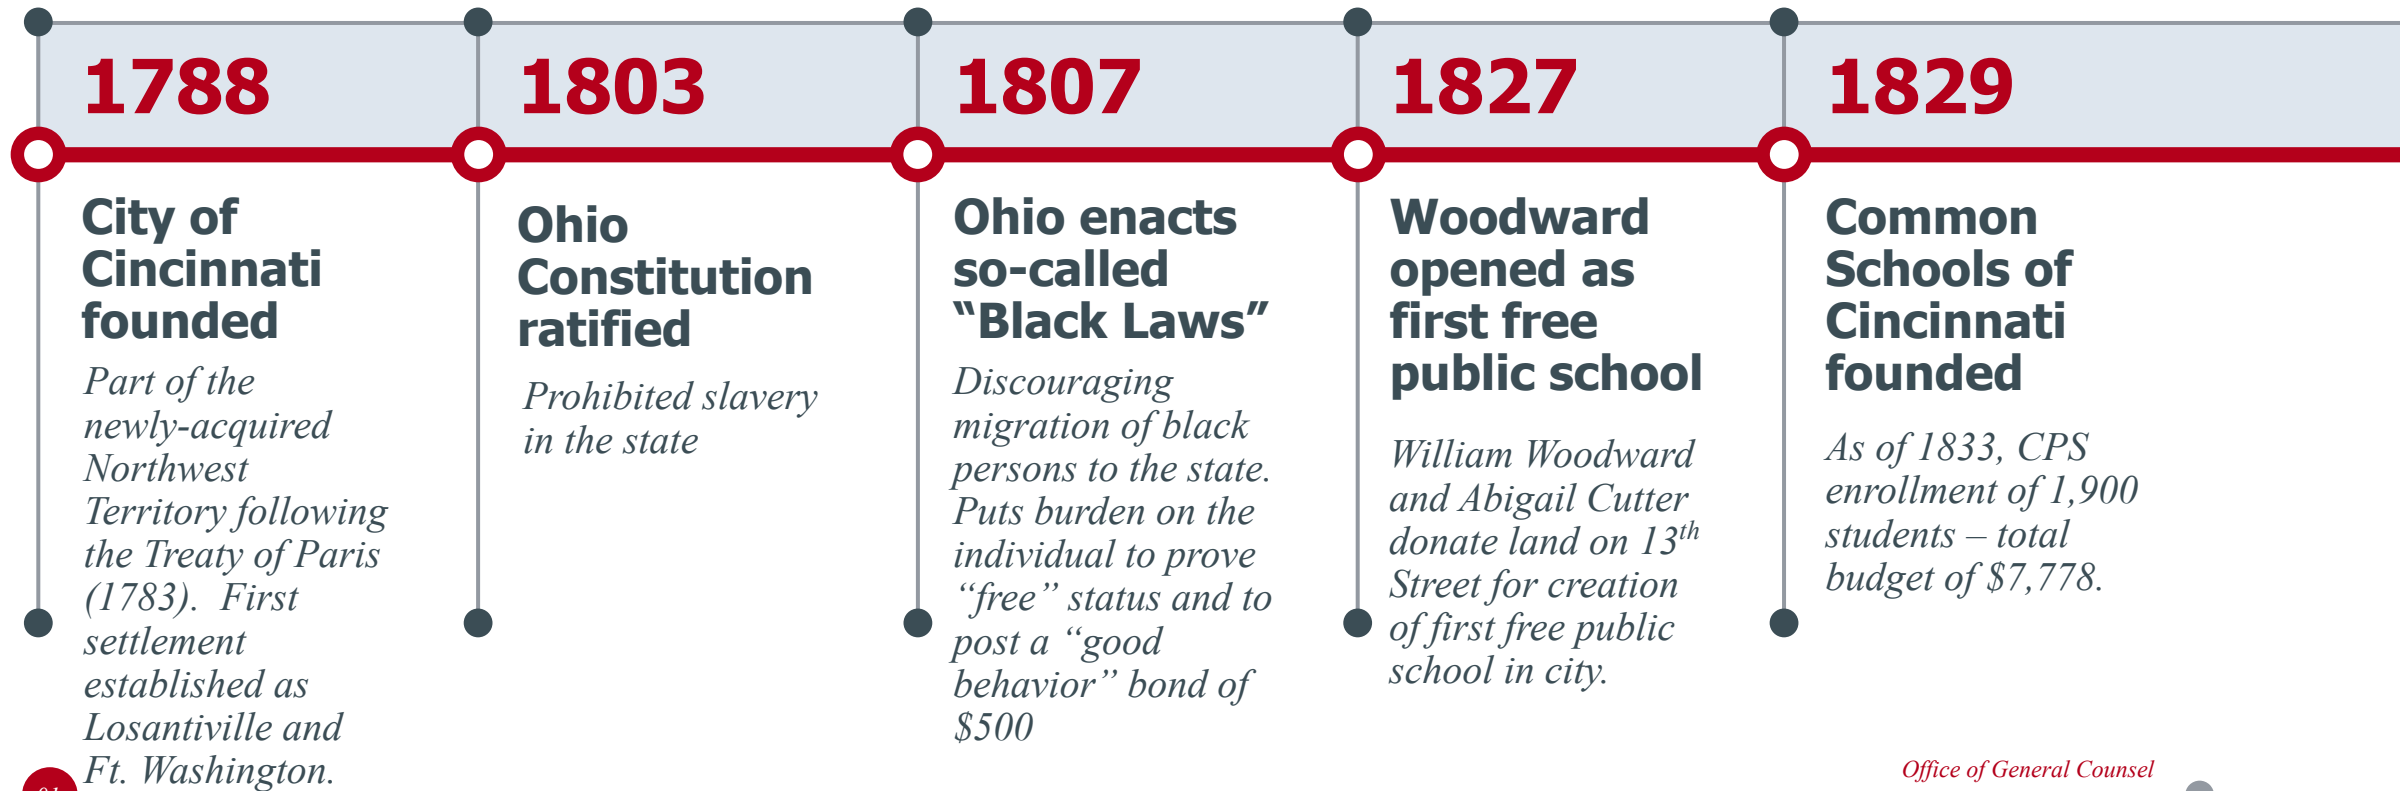 1788
City of
Cincinnati
founded
Part of the
newly-acquired
Northwest
Territory following
the Treaty of Paris
(1783).  First
settlement
established as
Losantiville and
Ft. Washington.
1803
Ohio
Constitution
ratified
Prohibited slavery
in the state
1807
Ohio enacts
so-called
“Black Laws”
Discouraging
migration of black
persons to the state.
Puts burden on the
individual to prove
“free” status and to
post a “good
behavior” bond of
$500
1827
Woodward
opened as
first free
public school
William Woodward
and Abigail Cutter
donate land on 13th
Street for creation
of first free public
school in city.
1829
Common
Schools of
Cincinnati
founded
As of 1833, CPS
enrollment of 1,900
students – total
budget of $7,778.
Office of General Counsel